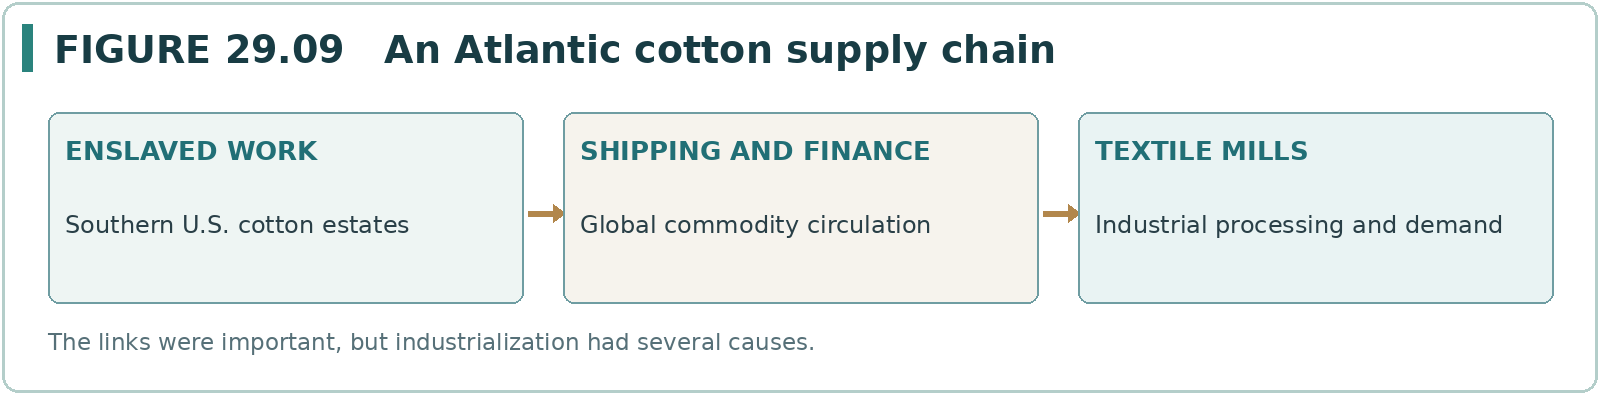 FIGURE 29.09 An Atlantic cotton supply chain
ENSLAVED WORK
Southern U.S. cotton estates
SHIPPING AND FINANCE
Global commodity circulation
TEXTILE MILLS
Industrial processing and demand
The links were important, but industrialization had several causes.